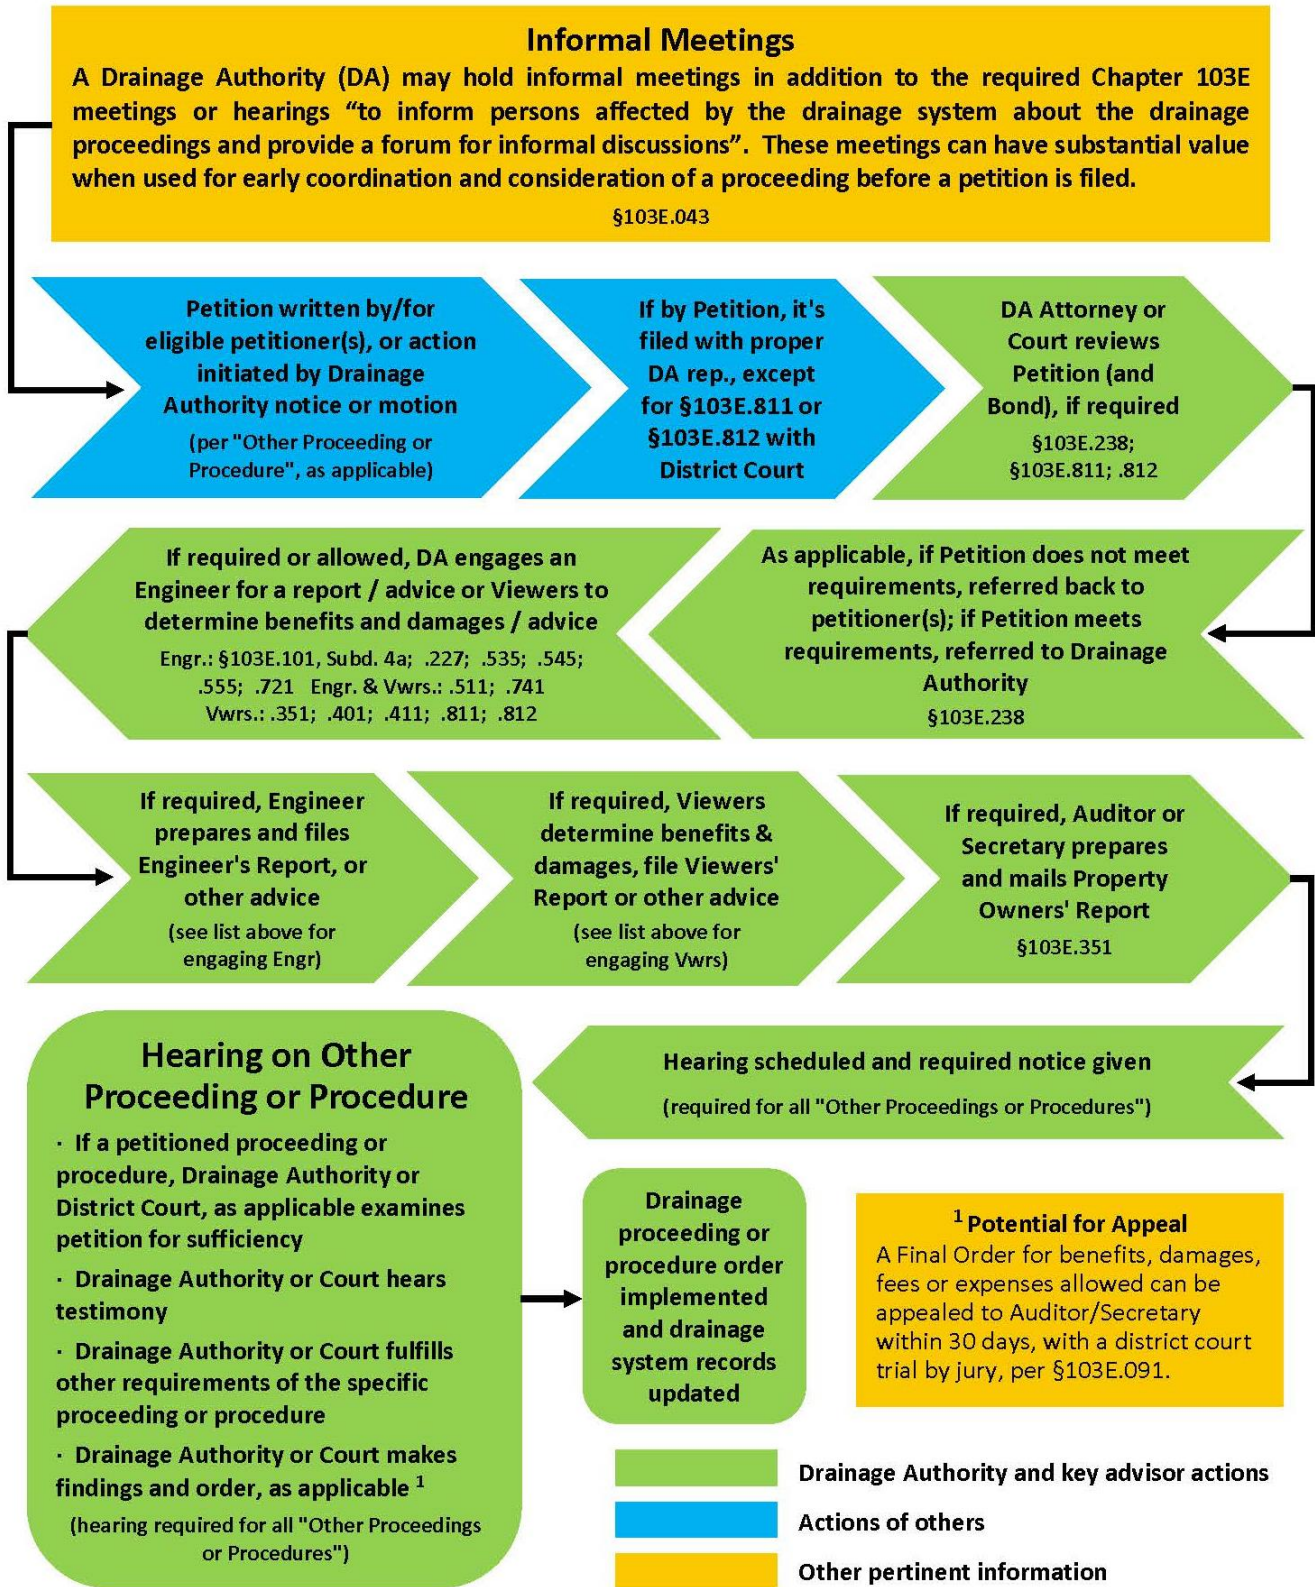 Informal Meetings
A Drainage Authority (DA) may hold informal meetings in addition to the required Chapter 103E
meetings or hearings “to inform persons affected by the drainage system about the drainage
proceedings and provide a forum for informal discussions”. These meetings can have substantial value
when used for early coordination and consideration of a proceeding before a petition is filed.
§103E.043
Petition written by/for
eligible petitioner(s), or action
initiated by Drainage
Authority notice or motion
(per "Other Proceeding or
Procedure", as applicable)
If by Petition, it's
filed with proper
DA rep., except
for §103E.811 or
§103E.812 with
District Court
DA Attorney or
Court reviews
Petition (and
Bond), if required
§103E.238;
§103E.811; .812
As applicable, if Petition does not meet
requirements, referred back to
petitioner(s); if Petition meets
requirements, referred to Drainage
Authority
§103E.238
If required or allowed, DA engages an
Engineer for a report / advice or Viewers to
determine benefits and damages / advice
Engr.: §103E.101, Subd. 4a; .227; .535; .545;
.555; .721 Engr. & Vwrs.: .511; .741
Vwrs.: .351; .401; .411; .811; .812
If required, Engineer
prepares and files
Engineer's Report, or
other advice
(see list above for
engaging Engr)
If required, Viewers
determine benefits &
damages, file Viewers'
Report or other advice
(see list above for
engaging Vwrs)
If required, Auditor or
Secretary prepares
and mails Property
Owners' Report
§103E.351
Hearing scheduled and required notice given
(required for all "Other Proceedings or Procedures")
Hearing on Other
Proceeding or Procedure
· If a petitioned proceeding or
procedure, Drainage Authority or
District Court, as applicable examines
petition for sufficiency
· Drainage Authority or Court hears
testimony
· Drainage Authority or Court fulfills
other requirements of the specific
proceeding or procedure
· Drainage Authority or Court makes
findings and order, as applicable 1
(hearing required for all "Other Proceedings
or Procedures")
Drainage
proceeding or
procedure order
implemented
and drainage
system records
updated
1 Potential for Appeal
A Final Order for benefits, damages,
fees or expenses allowed can be
appealed to Auditor/Secretary
within 30 days, with a district court
trial by jury, per §103E.091.
Drainage Authority and key advisor actions
Actions of others
Other pertinent information